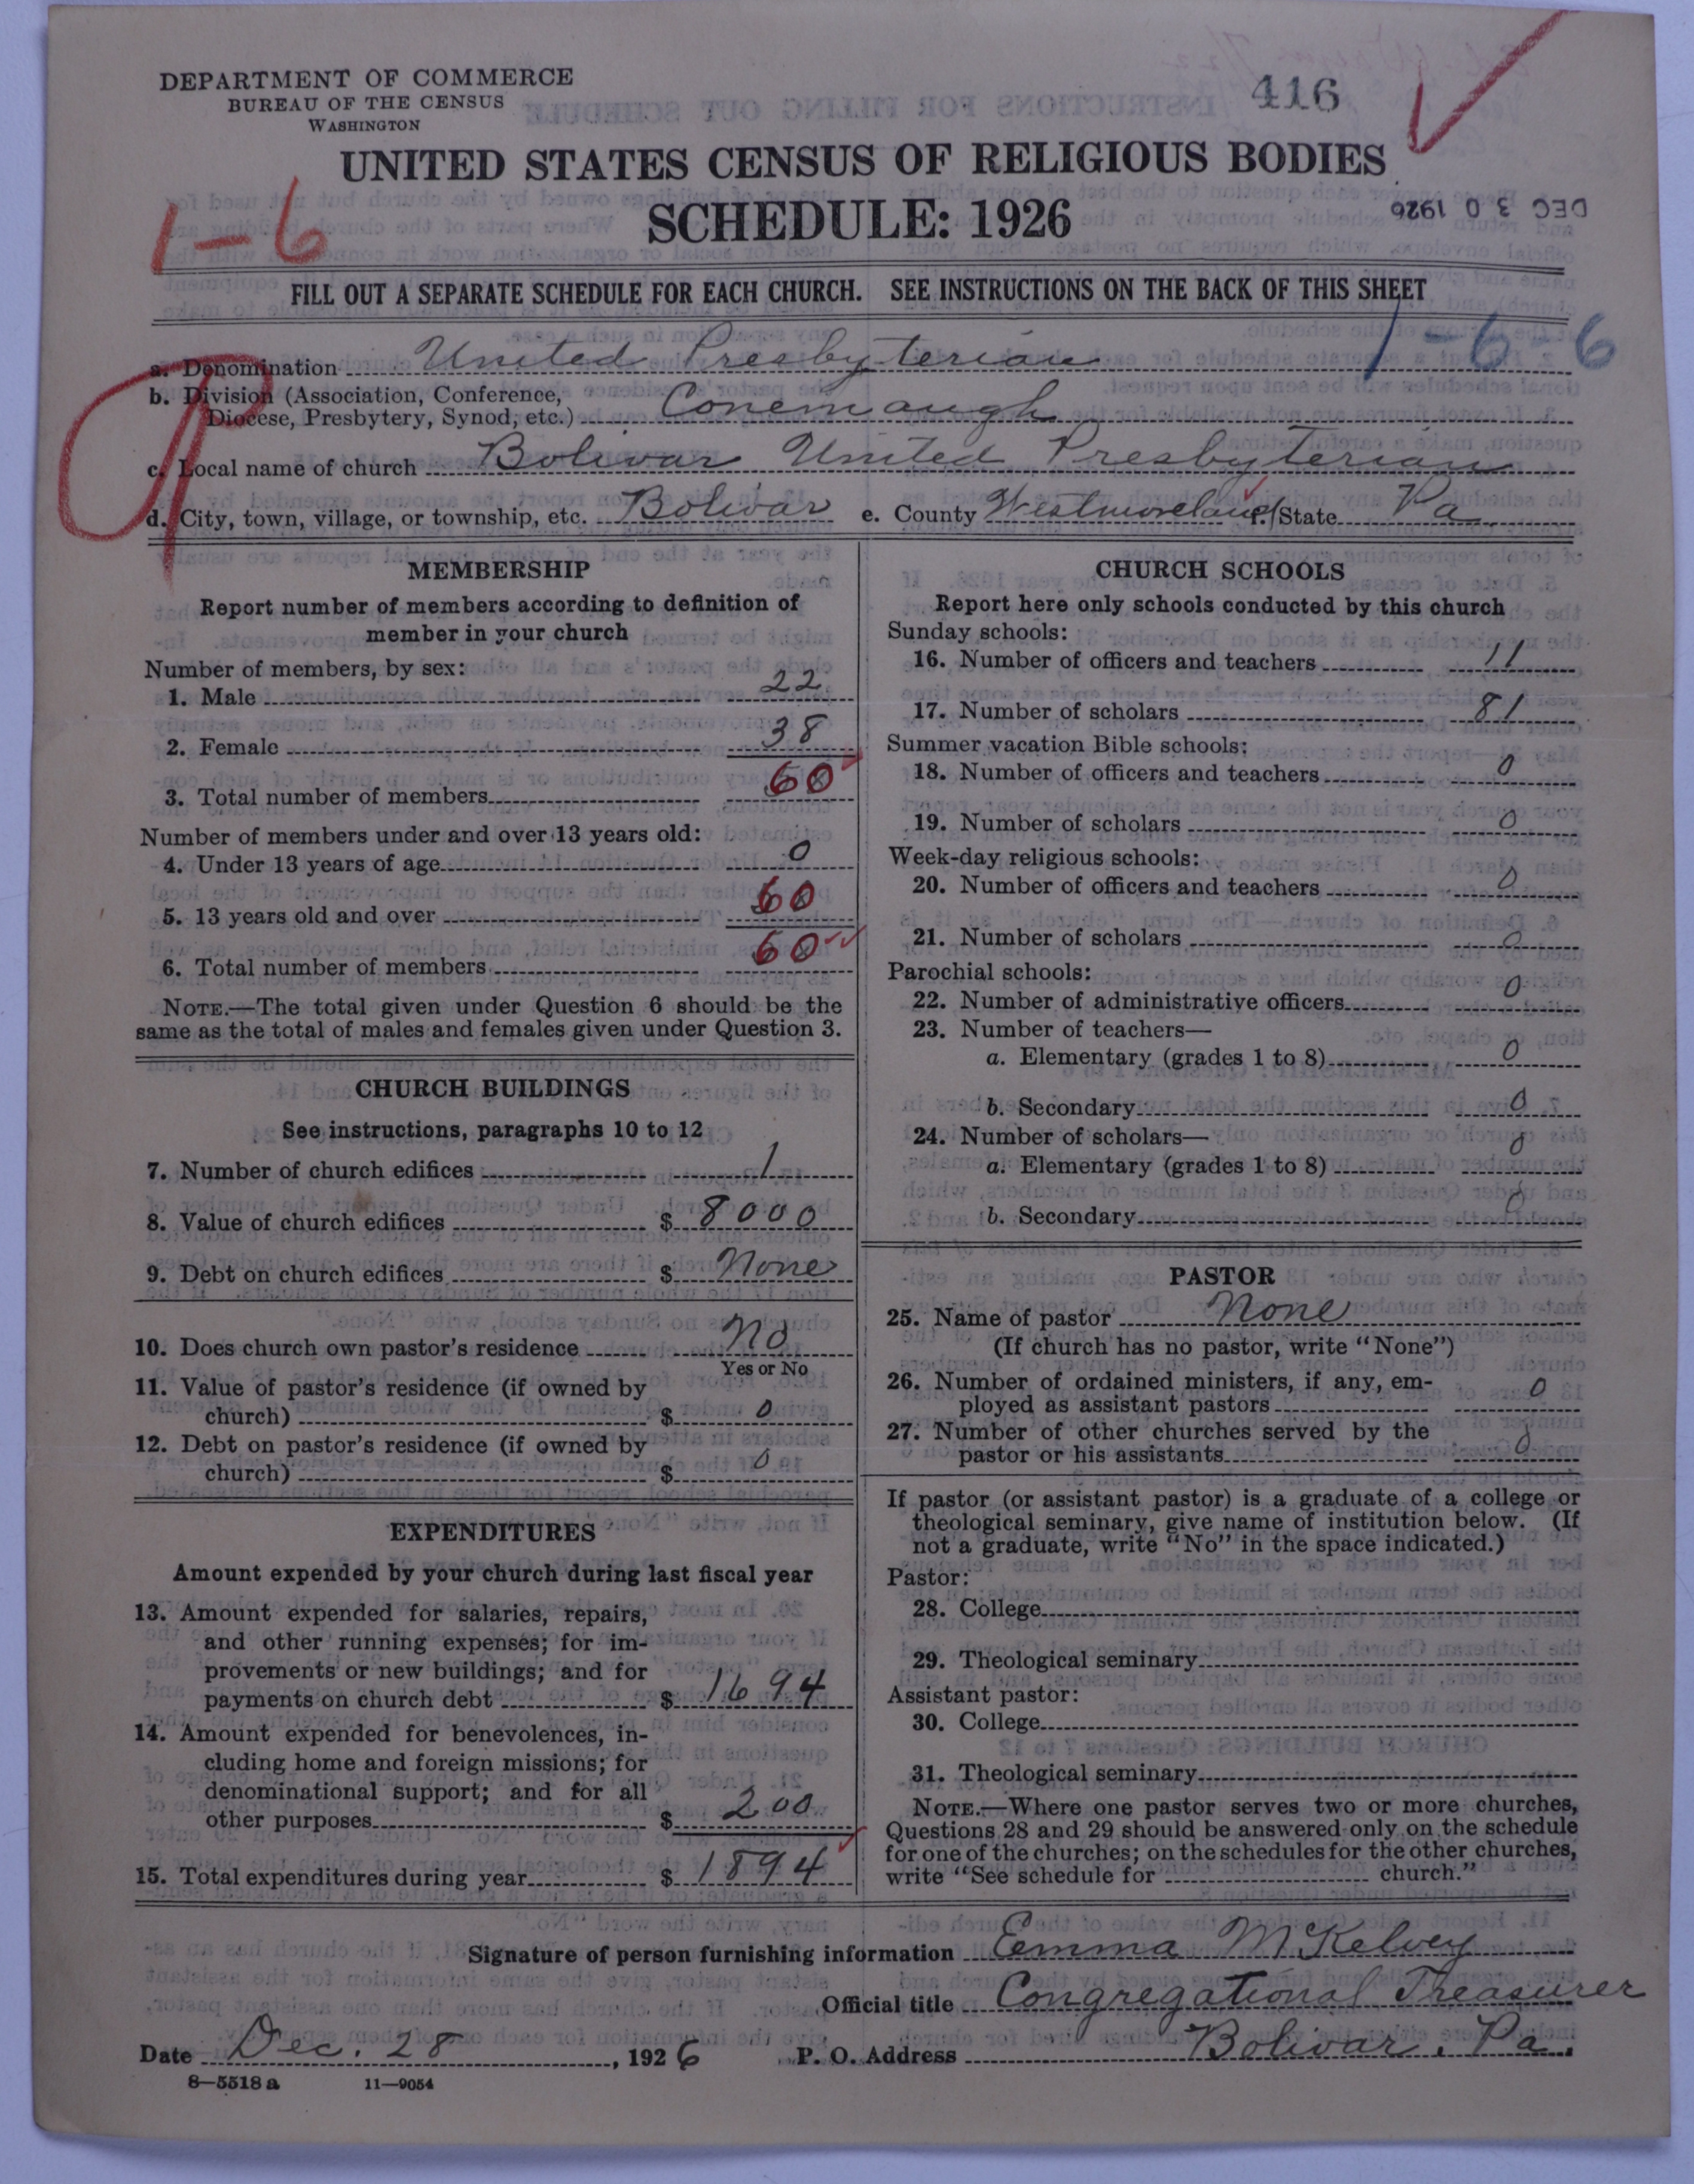 DEPARTMENT OF COMMERCE
BUREAU OF THE CENSUS
WASHINGTON
416
UNITED STATES CENSUS OF RELIGIOUS BODIES
SCHEDULE: 1926
DEC 30 1926
1-6
FILL OUT A SEPARATE SCHEDULE FOR EACH CHURCH. SEE INSTRUCTIONS ON THE BACK OF THIS SHEET
1-6-6
a. Denomination United Presbyterian
b. Division (Association, Conference,
Diocese, Presbytery, Synod, etc.) Conemaugh
c. Local name of church Bolivar United Presbyterian
d. City, town, village, or township, etc. Bolivar e. County Westmoreland f. State Pa.
MEMBERSHIP
Report number of members according to definition of
member in your church
Number of members, by sex:
1. Male 22
2. Female 38
3. Total number of members 60
Number of members under and over 13 years old:
4. Under 13 years of age 0
5. 13 years old and over 60
6. Total number of members 60
NOTE.—The total given under Question 6 should be the
same as the total of males and females given under Question 3.
CHURCH BUILDINGS
See instructions, paragraphs 10 to 12
7. Number of church edifices 1
8. Value of church edifices $ 8000
9. Debt on church edifices $ None
10. Does church own pastor's residence No
Yes or No
11. Value of pastor's residence (if owned by
church) $ 0
12. Debt on pastor's residence (if owned by
church) $ 0
EXPENDITURES
Amount expended by your church during last fiscal year
13. Amount expended for salaries, repairs,
and other running expenses; for im-
provements or new buildings; and for
payments on church debt $ 1694
14. Amount expended for benevolences, in-
cluding home and foreign missions; for
denominational support; and for all
other purposes $ 200
15. Total expenditures during year $ 1894
CHURCH SCHOOLS
Report here only schools conducted by this church
Sunday schools:
16. Number of officers and teachers 11
17. Number of scholars 81
Summer vacation Bible schools:
18. Number of officers and teachers 0
19. Number of scholars 0
Week-day religious schools:
20. Number of officers and teachers 0
21. Number of scholars 0
Parochial schools:
22. Number of administrative officers 0
23. Number of teachers—
a. Elementary (grades 1 to 8) 0
b. Secondary 0
24. Number of scholars—
a. Elementary (grades 1 to 8) 0
b. Secondary 0
PASTOR
25. Name of pastor None
(If church has no pastor, write "None")
26. Number of ordained ministers, if any, em-
ployed as assistant pastors 0
27. Number of other churches served by the
pastor or his assistants 0
If pastor (or assistant pastor) is a graduate of a college or
theological seminary, give name of institution below. (If
not a graduate, write "No" in the space indicated.)
Pastor:
28. College
29. Theological seminary
Assistant pastor:
30. College
31. Theological seminary
NOTE.—Where one pastor serves two or more churches,
Questions 28 and 29 should be answered only on the schedule
for one of the churches; on the schedules for the other churches,
write "See schedule for church."
Signature of person furnishing information Emma McKelvey
Official title Congregational Treasurer
Date Dec. 28, 1926 P. O. Address Bolivar, Pa.
8—5518a 11—9054